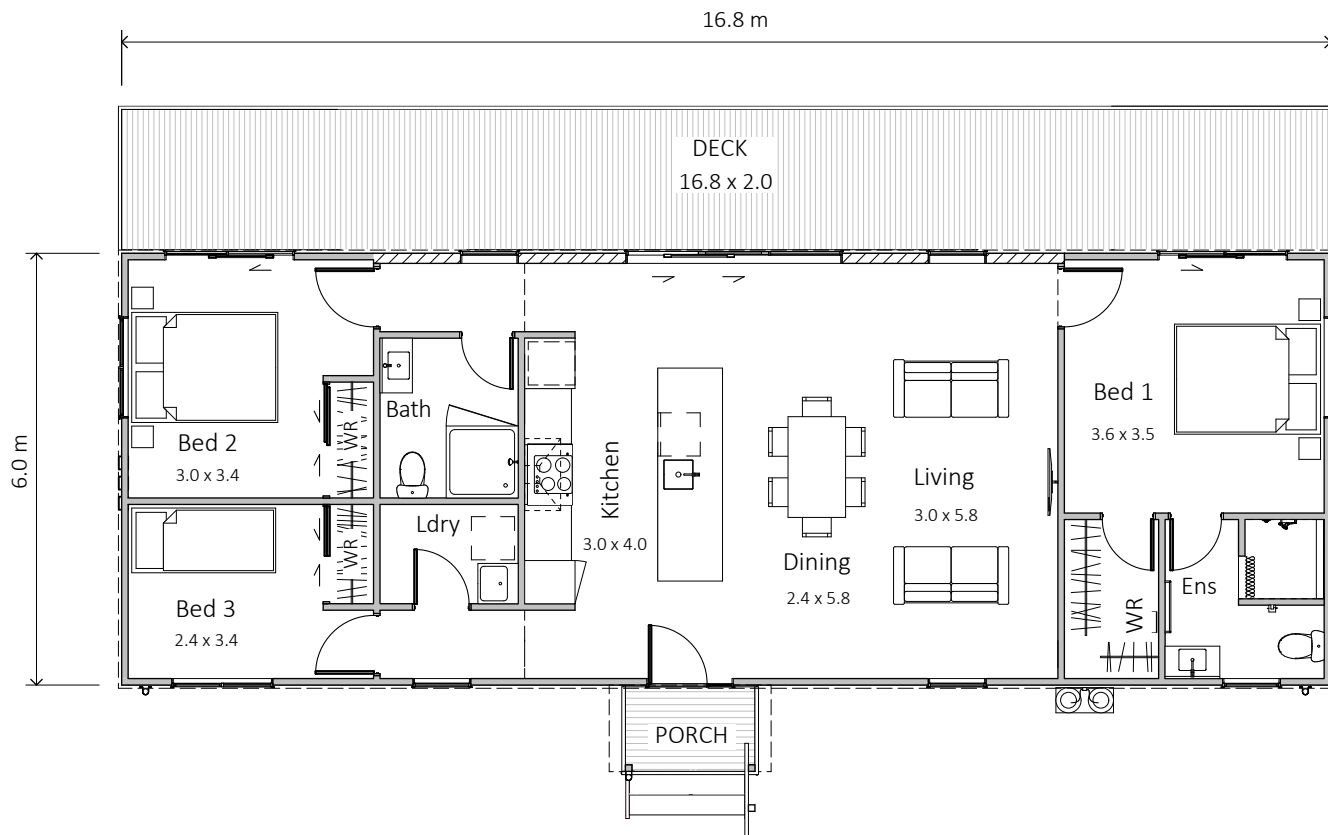 16.8 m
DECK
16.8 x 2.0
6.0 m
Bed 2
3.0 x 3.4
WR
Bath
Kitchen
3.0 x 4.0
Living
3.0 x 5.8
Dining
2.4 x 5.8
Bed 1
3.6 x 3.5
Bed 3
2.4 x 3.4
WR
Ldry
WR
Ens
PORCH